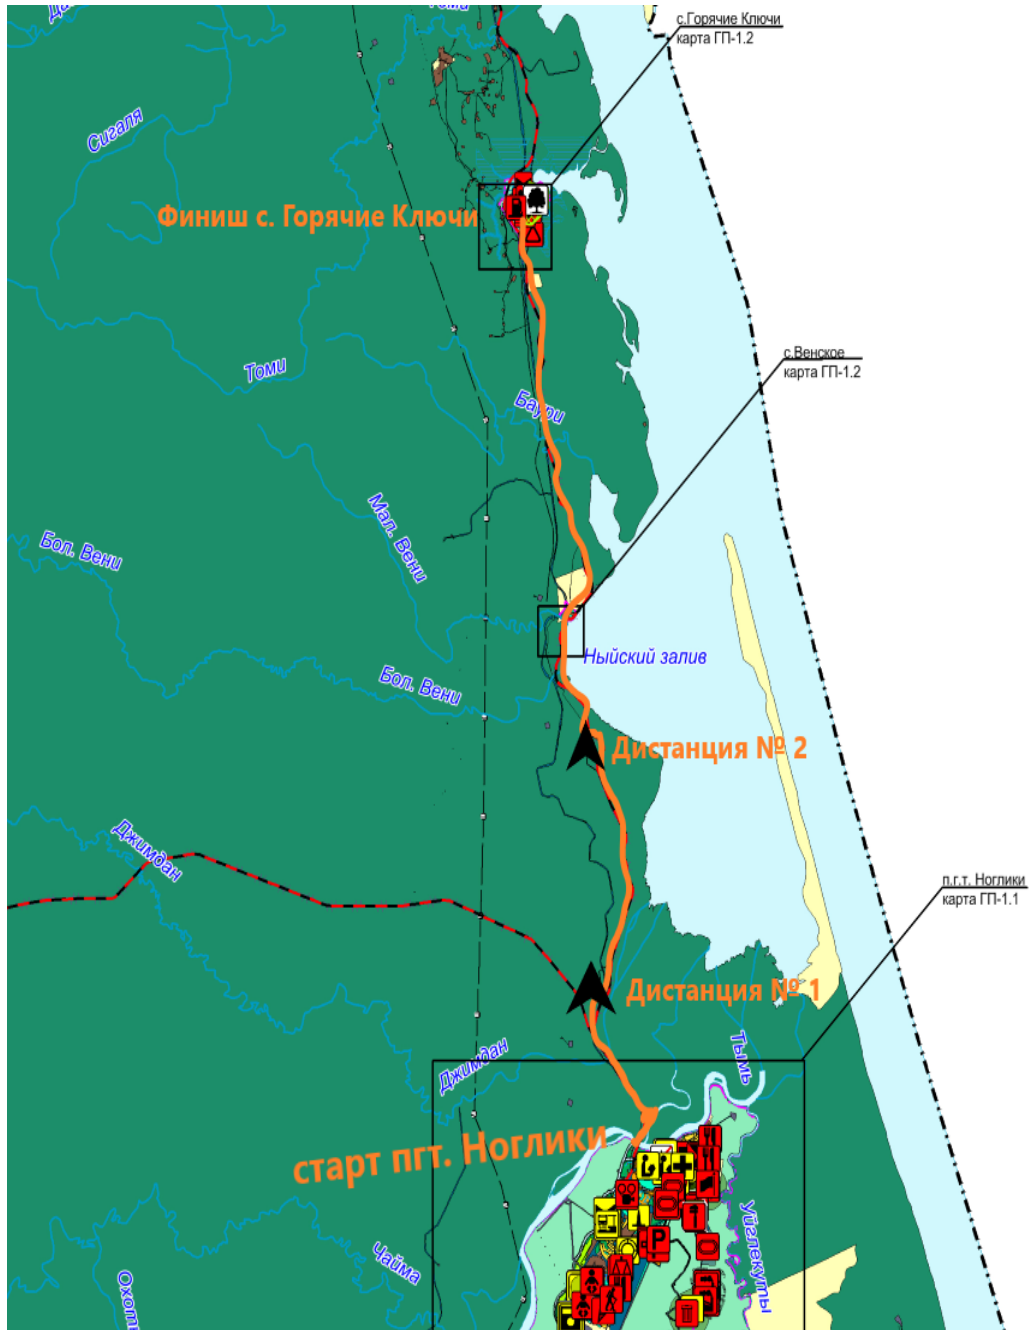 Томи
с.Горячие Ключи
карта ГП-1.2
Сигаля
Финиш с. Горячие Ключи
с.Венское
карта ГП-1.2
Томи
Баури
Мал. Вени
Бол. Вени
Ныйский залив
Бол. Вени
Дистанция № 2
Джимдан
п.г.т. Ноглики
карта ГП-1.1
Дистанция № 1
Джимдан
Тымь
старт пгт. Ноглики
Уйглекуты
P
Чайма